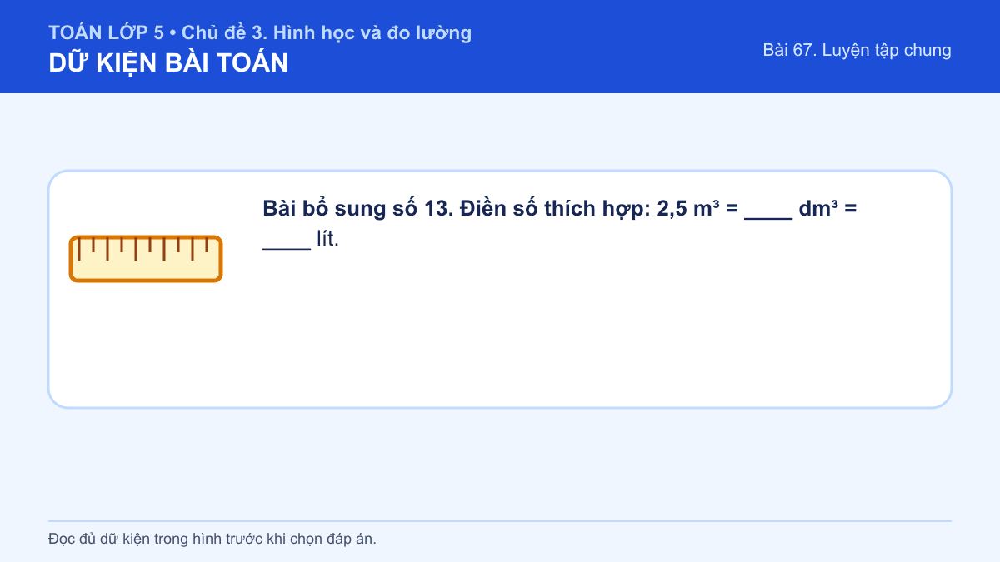 TOÁN LỚP 5 • Chủ đề 3. Hình học và đo lường
DỮ KIỆN BÀI TOÁN
Bài 67. Luyện tập chung
Bài bổ sung số 13. Điền số thích hợp: 2,5 m³ = ____ dm³ =
____ lít.
Đọc đủ dữ kiện trong hình trước khi chọn đáp án.